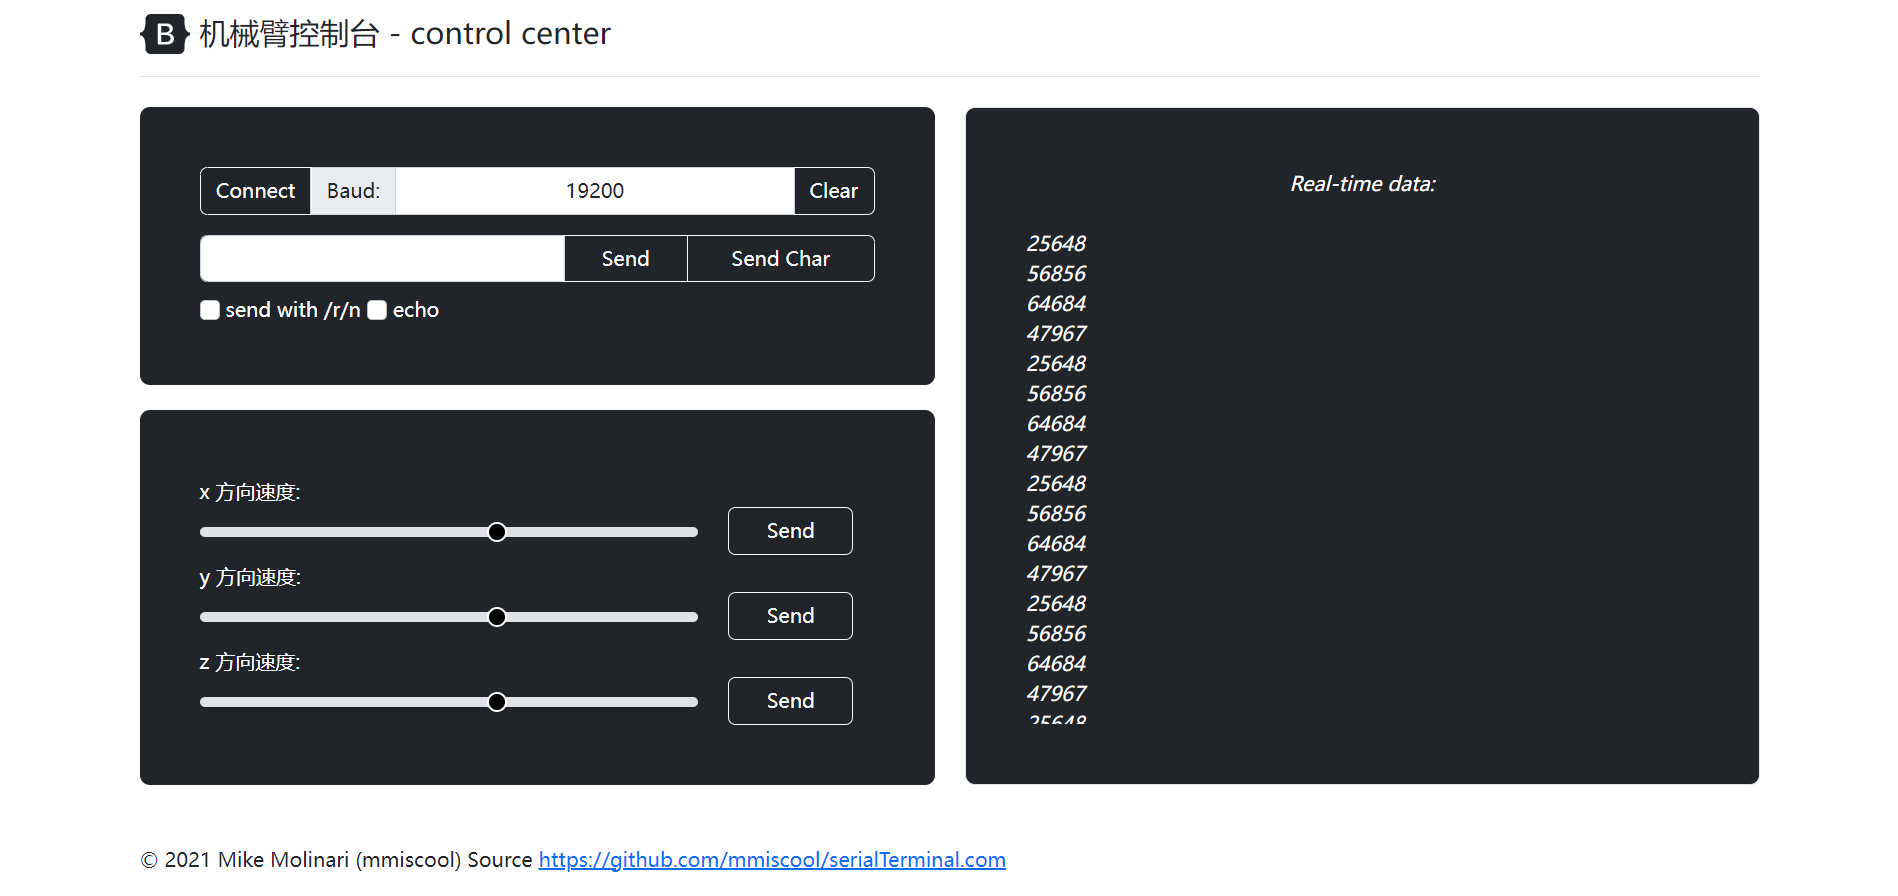 B 机械臂控制台 - control center
Connect Baud: 19200 Clear
Send Send Char
send with /r/n echo
x 方向速度:
Send
y 方向速度:
Send
z 方向速度:
Send
Real-time data:
25648
56856
64684
47967
25648
56856
64684
47967
25648
56856
64684
47967
25648
56856
64684
47967
25648
© 2021 Mike Molinari (mmiscool) Source https://github.com/mmiscool/serialTerminal.com